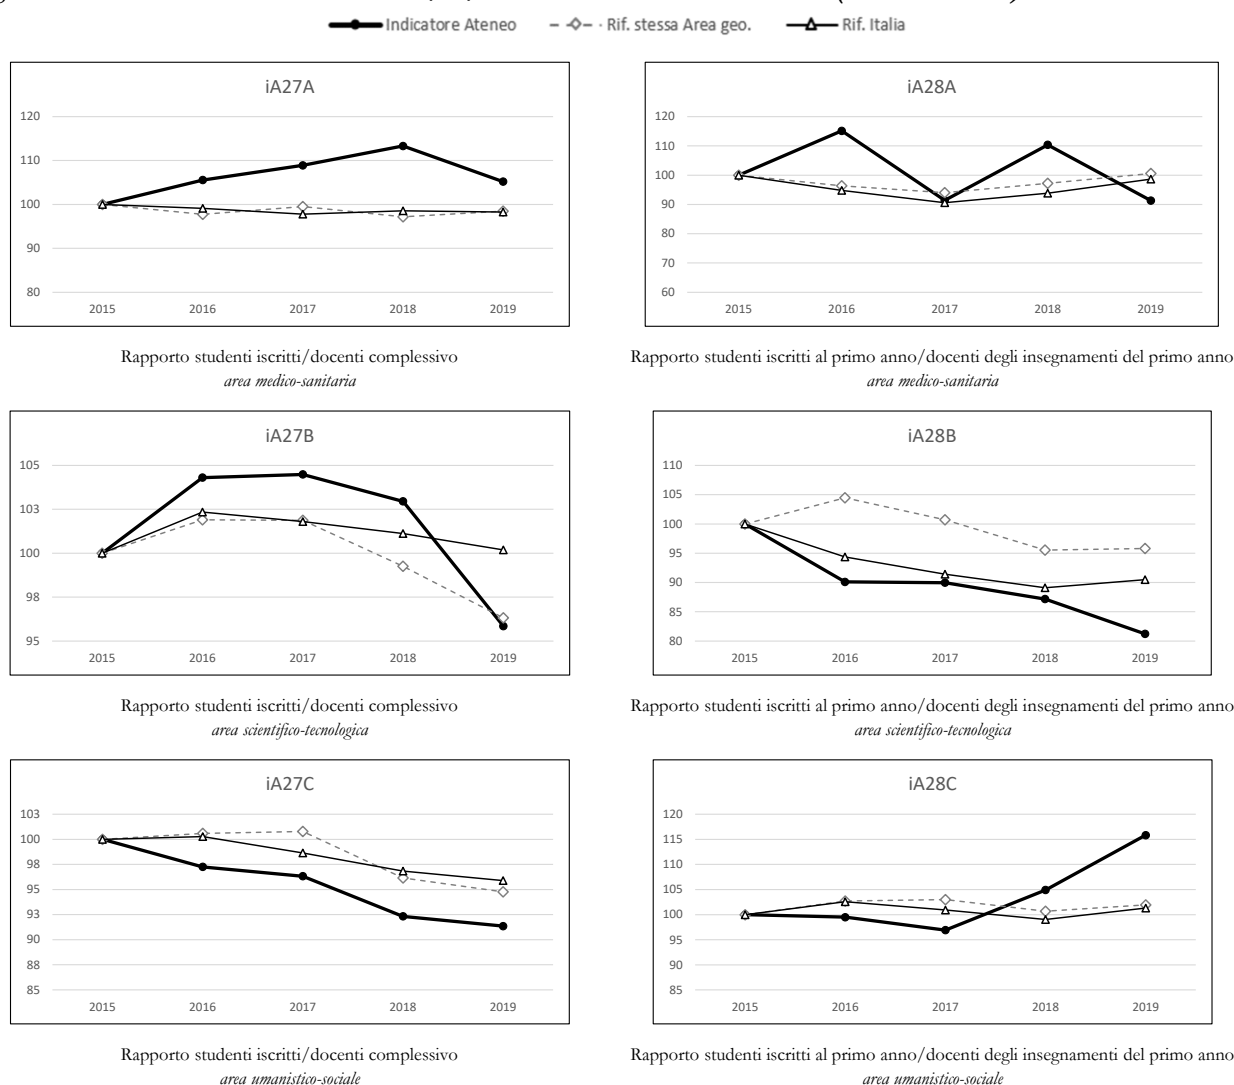 Indicatore Ateneo Rif. stessa Area geo. Rif. Italia
iA27A
120
110
100
90
80
2015 2016 2017 2018 2019
Rapporto studenti iscritti/docenti complessivo
area medico-sanitaria
iA28A
120
110
100
90
80
70
60
2015 2016 2017 2018 2019
Rapporto studenti iscritti al primo anno/docenti degli insegnamenti del primo anno
area medico-sanitaria
iA27B
105
103
100
98
95
2015 2016 2017 2018 2019
Rapporto studenti iscritti/docenti complessivo
area scientifico-tecnologica
iA28B
110
105
100
95
90
85
80
2015 2016 2017 2018 2019
Rapporto studenti iscritti al primo anno/docenti degli insegnamenti del primo anno
area scientifico-tecnologica
iA27C
103
100
98
95
93
90
88
85
2015 2016 2017 2018 2019
Rapporto studenti iscritti/docenti complessivo
area umanistico-sociale
iA28C
120
115
110
105
100
95
90
85
2015 2016 2017 2018 2019
Rapporto studenti iscritti al primo anno/docenti degli insegnamenti del primo anno
area umanistico-sociale